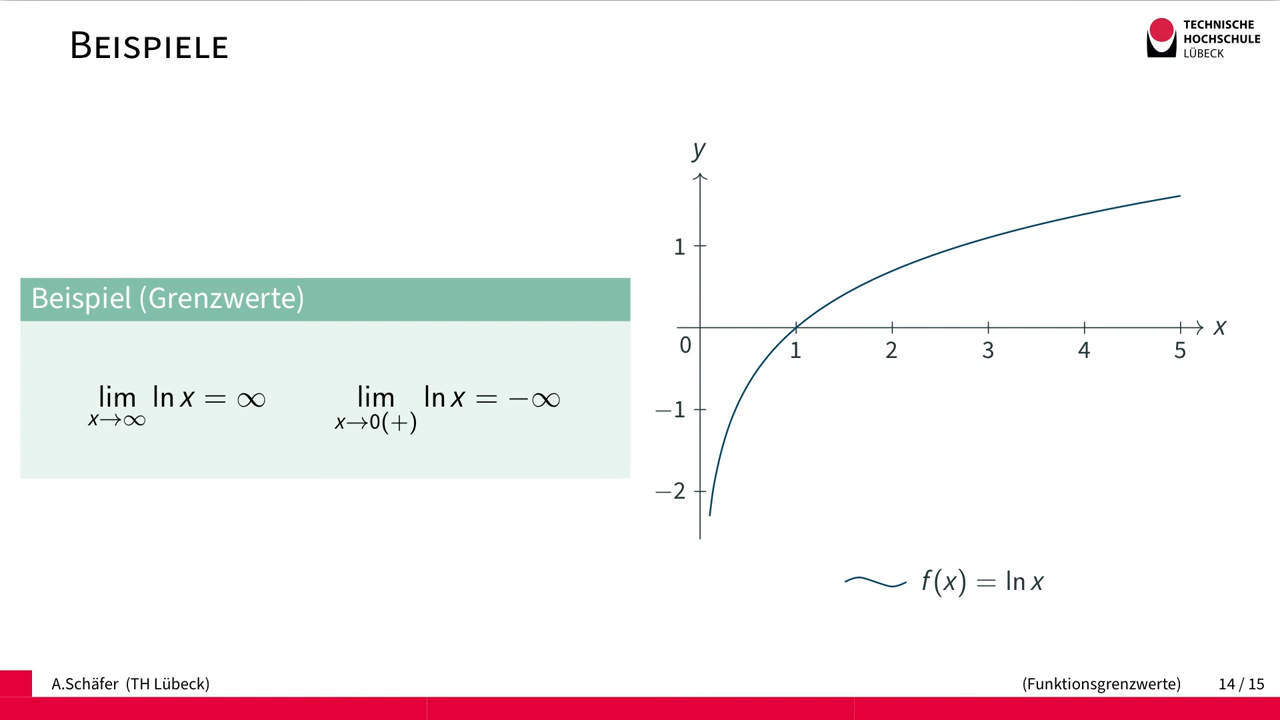 BEISPIELE
TECHNISCHE
HOCHSCHULE
LÜBECK
Beispiel (Grenzwerte)
lim x→∞ ln x = ∞ lim x→0(+) ln x = −∞
y
1
0
1 2 3 4 5 x
−1
−2
f(x) = ln x
A.Schäfer (TH Lübeck) (Funktionsgrenzwerte) 14 / 15